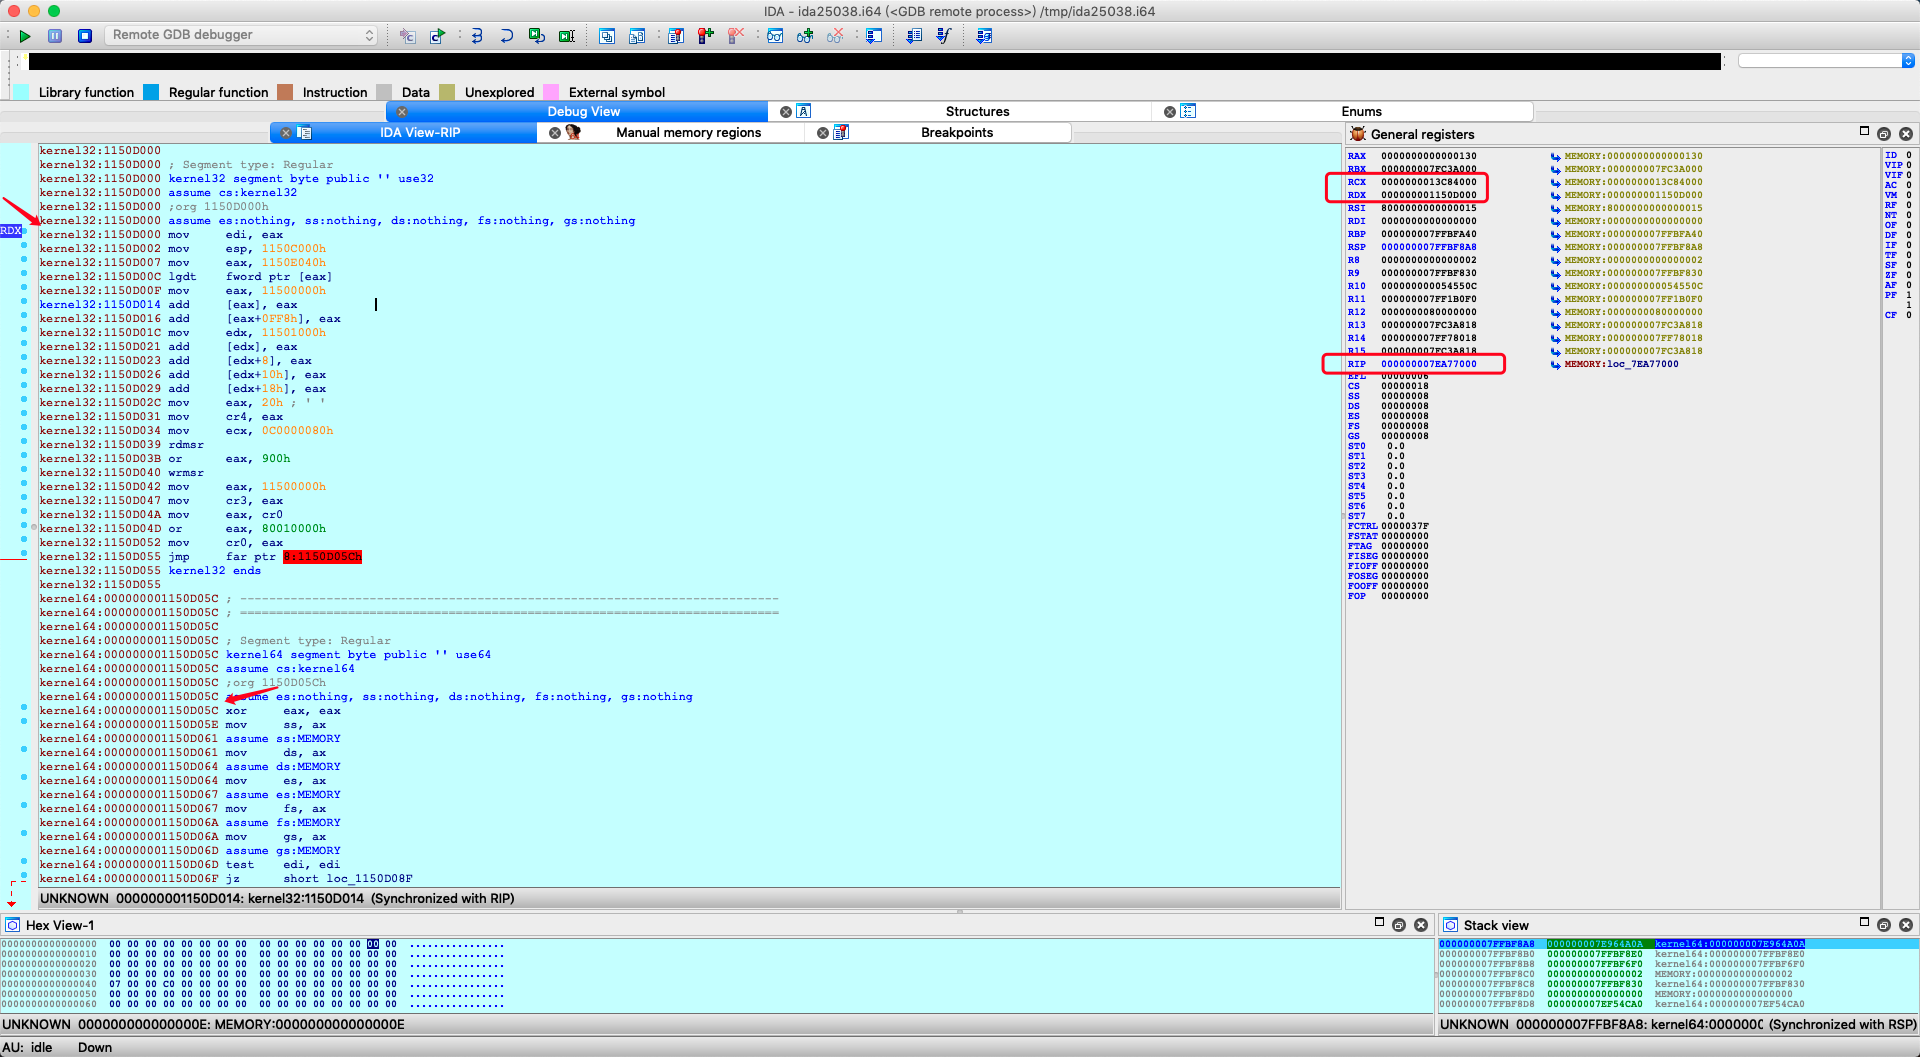 IDA - ida25038.i64 (<GDB remote process>) /tmp/ida25038.i64
Remote GDB debugger
Library function Regular function Instruction Data Unexplored External symbol
Debug View Structures Enums
IDA View-RIP Manual memory regions Breakpoints
kernel32:1150D000
kernel32:1150D000 ; Segment type: Regular
kernel32:1150D000 kernel32 segment byte public '' use32
kernel32:1150D000 assume cs:kernel32
kernel32:1150D000 ;org 1150D000h
kernel32:1150D000 assume es:nothing, ss:nothing, ds:nothing, fs:nothing, gs:nothing
RDX
kernel32:1150D000 mov edi, eax
kernel32:1150D002 mov esp, 1150C000h
kernel32:1150D007 mov eax, 1150E040h
kernel32:1150D00C lgdt fword ptr [eax]
kernel32:1150D00F mov eax, 11500000h
kernel32:1150D014 add [eax], eax
kernel32:1150D016 add [eax+0FF8h], eax
kernel32:1150D01C mov edx, 11501000h
kernel32:1150D021 add [edx], eax
kernel32:1150D023 add [edx+8], eax
kernel32:1150D026 add [edx+10h], eax
kernel32:1150D029 add [edx+18h], eax
kernel32:1150D02C mov eax, 20h ; ' '
kernel32:1150D031 mov cr4, eax
kernel32:1150D034 mov ecx, 0C0000080h
kernel32:1150D039 rdmsr
kernel32:1150D03B or eax, 900h
kernel32:1150D040 wrmsr
kernel32:1150D042 mov eax, 11500000h
kernel32:1150D047 mov cr3, eax
kernel32:1150D04A mov eax, cr0
kernel32:1150D04D or eax, 80010000h
kernel32:1150D052 mov cr0, eax
kernel32:1150D055 jmp far ptr 8:1150D05Ch
kernel32:1150D055 kernel32 ends
kernel32:1150D055
kernel64:000000001150D05C ; ---------------------------------------------------------------------------
kernel64:000000001150D05C ; ===========================================================================
kernel64:000000001150D05C
kernel64:000000001150D05C ; Segment type: Regular
kernel64:000000001150D05C kernel64 segment byte public '' use64
kernel64:000000001150D05C assume cs:kernel64
kernel64:000000001150D05C ;org 1150D05Ch
kernel64:000000001150D05C assume es:nothing, ss:nothing, ds:nothing, fs:nothing, gs:nothing
kernel64:000000001150D05C xor eax, eax
kernel64:000000001150D05E mov ss, ax
kernel64:000000001150D061 assume ss:MEMORY
kernel64:000000001150D061 mov ds, ax
kernel64:000000001150D064 assume ds:MEMORY
kernel64:000000001150D064 mov es, ax
kernel64:000000001150D067 assume es:MEMORY
kernel64:000000001150D067 mov fs, ax
kernel64:000000001150D06A assume fs:MEMORY
kernel64:000000001150D06A mov gs, ax
kernel64:000000001150D06D assume gs:MEMORY
kernel64:000000001150D06D test edi, edi
kernel64:000000001150D06F jz short loc_1150D08F
UNKNOWN 000000001150D014: kernel32:1150D014 (Synchronized with RIP)
General registers
RAX 0000000000000130 MEMORY:0000000000000130
RBX 000000007FC3A000 MEMORY:000000007FC3A000
RCX 0000000013C84000 MEMORY:0000000013C84000
RDX 000000001150D000 MEMORY:000000001150D000
RSI 8000000000000015 MEMORY:8000000000000015
RDI 0000000000000000 MEMORY:0000000000000000
RBP 000000007FFBFA40 MEMORY:000000007FFBFA40
RSP 000000007FFBF8A8 MEMORY:000000007FFBF8A8
R8 0000000000000002 MEMORY:0000000000000002
R9 000000007FFBF830 MEMORY:000000007FFBF830
R10 000000000054550C MEMORY:000000000054550C
R11 000000007FF1B0F0 MEMORY:000000007FF1B0F0
R12 0000000080000000 MEMORY:0000000080000000
R13 000000007FC3A818 MEMORY:000000007FC3A818
R14 000000007FF78018 MEMORY:000000007FF78018
R15 000000007FC3A818 MEMORY:000000007FC3A818
RIP 000000007EA77000 MEMORY:loc_7EA77000
EFL 00000006
CS 00000018
SS 00000008
DS 00000008
ES 00000008
FS 00000008
GS 00000008
ST0 0.0
ST1 0.0
ST2 0.0
ST3 0.0
ST4 0.0
ST5 0.0
ST6 0.0
ST7 0.0
FCTRL 0000037F
FSTAT 00000000
FTAG 00000000
FISEG 00000000
FIOFF 00000000
FOSEG 00000000
FOOFF 00000000
FOP 00000000
ID 0
VIP 0
VIF 0
AC 0
VM 0
RF 0
NT 0
OF 0
DF 0
IF 0
TF 0
SF 0
ZF 0
AF 0
PF 1
1
CF 0
Hex View-1
0000000000000000 00 00 00 00 00 00 00 00 00 00 00 00 00 00 00 00 ................
0000000000000010 00 00 00 00 00 00 00 00 00 00 00 00 00 00 00 00 ................
0000000000000020 00 00 00 00 00 00 00 00 00 00 00 00 00 00 00 00 ................
0000000000000030 00 00 00 00 00 00 00 00 00 00 00 00 00 00 00 00 ................
0000000000000040 07 00 00 C0 00 00 00 00 00 00 00 00 00 00 00 00 ................
0000000000000050 00 00 00 00 00 00 00 00 00 00 00 00 00 00 00 00 ................
0000000000000060 00 00 00 00 00 00 00 00 00 00 00 00 00 00 00 00 ................
UNKNOWN 000000000000000E: MEMORY:000000000000000E
Stack view
000000007FFBF8A8 000000007E964A0A kernel64:000000007E964A0A
000000007FFBF8B0 000000007FFBF8E0 kernel64:000000007FFBF8E0
000000007FFBF8B8 000000007FFBF6F0 kernel64:000000007FFBF6F0
000000007FFBF8C0 0000000000000002 MEMORY:0000000000000002
000000007FFBF8C8 000000007FFBF830 kernel64:000000007FFBF830
000000007FFBF8D0 0000000000000000 MEMORY:0000000000000000
000000007FFBF8D8 000000007EF54CA0 kernel64:000000007EF54CA0
UNKNOWN 000000007FFBF8A8: kernel64:0000000( (Synchronized with RSP)
AU: idle Down